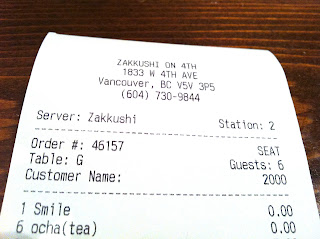 ZAKKUSHI ON 4TH
1833 W 4TH AVE
Vancouver, BC V5V 3P5
(604) 730-9844
Server: Zakkushi Station: 2
Order #: 46157 SEAT
Table: G Guests: 6
Customer Name: 2000
1 Smile 0.00
6 ocha(tea) 0.00